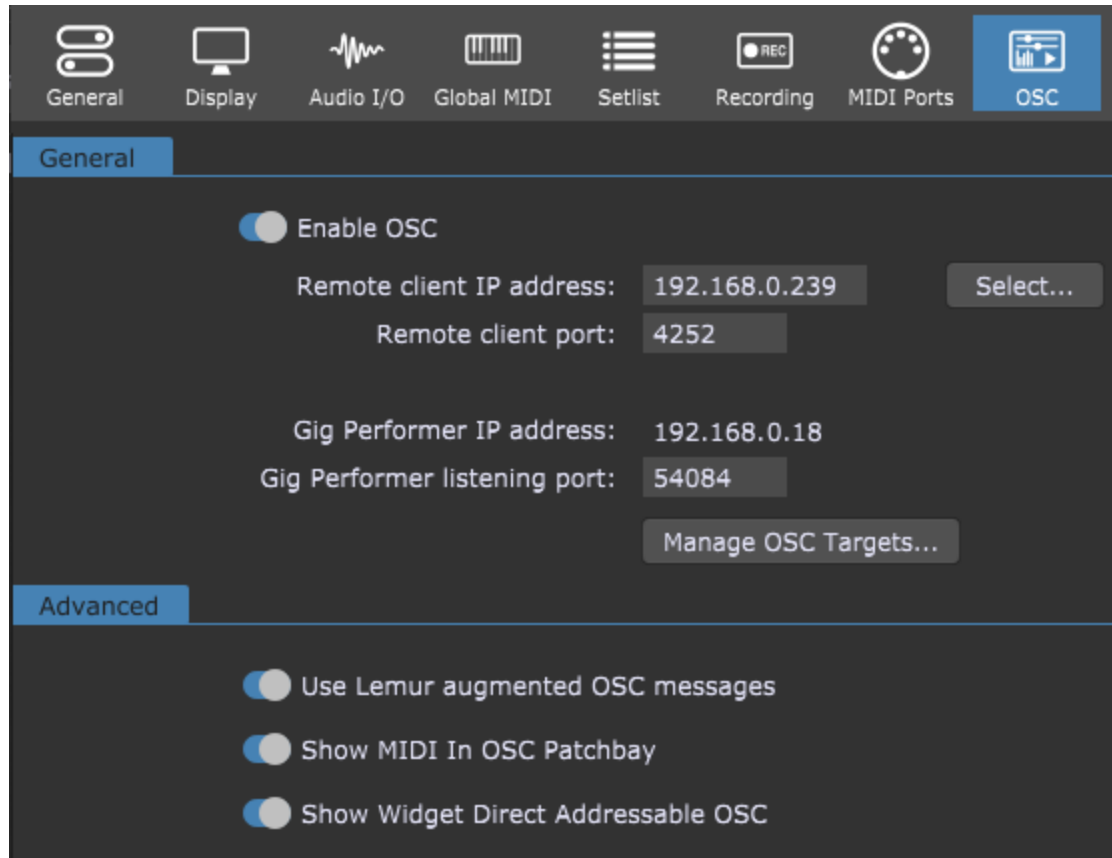 General Display Audio I/O Global MIDI Setlist REC Recording MIDI Ports OSC
General
Enable OSC
Remote client IP address: 192.168.0.239 Select...
Remote client port: 4252
Gig Performer IP address: 192.168.0.18
Gig Performer listening port: 54084
Manage OSC Targets...
Advanced
Use Lemur augmented OSC messages
Show MIDI In OSC Patchbay
Show Widget Direct Addressable OSC